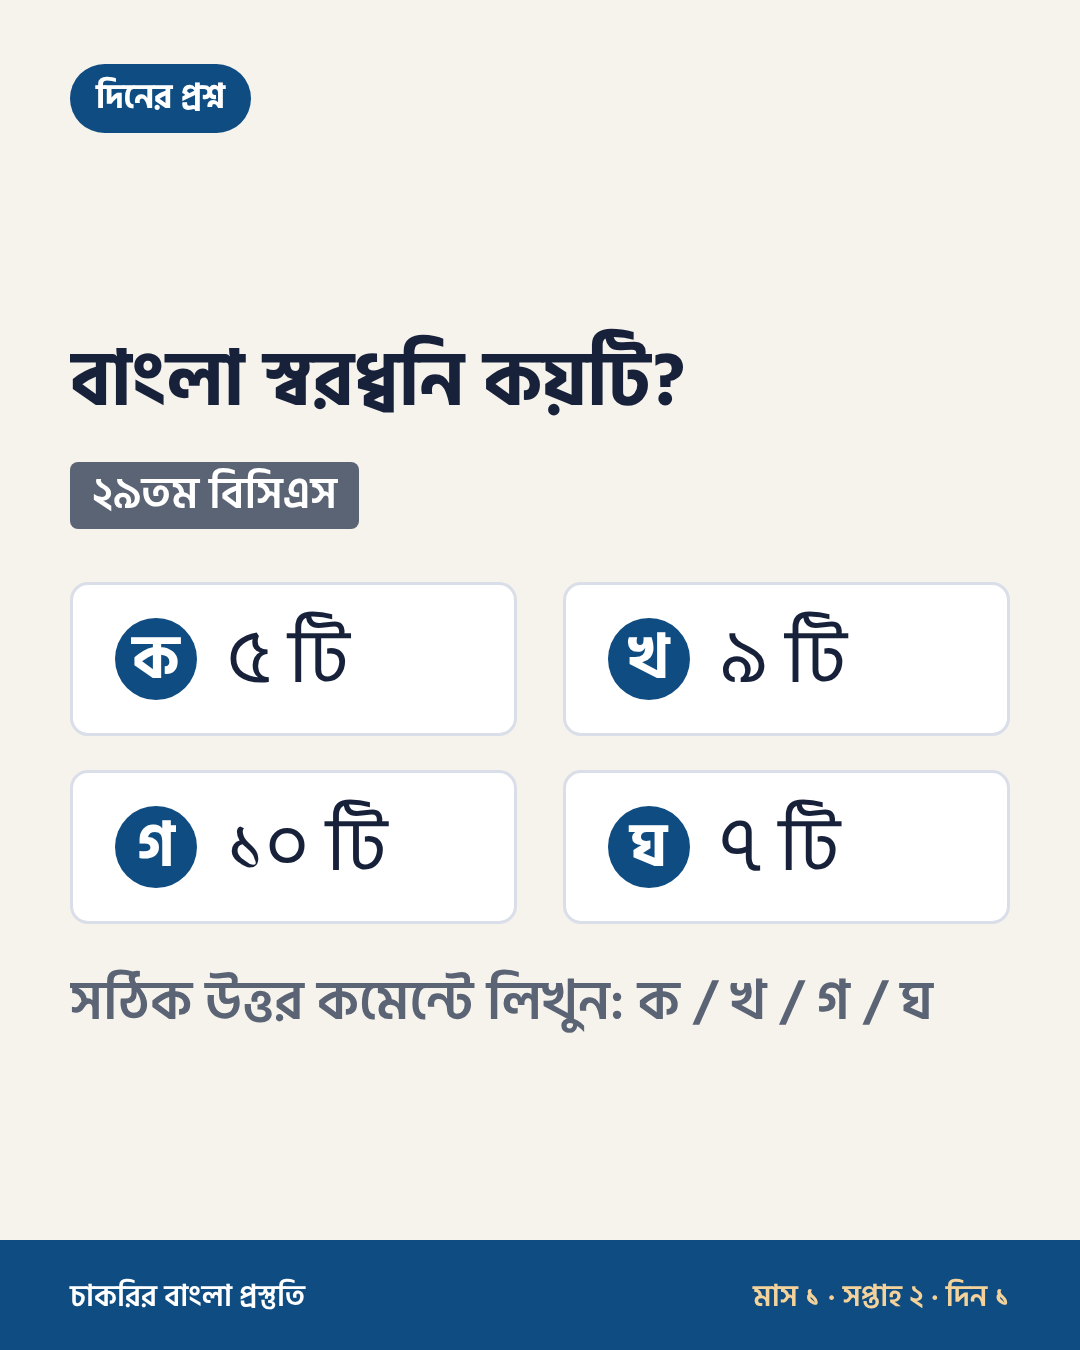 দিনের প্রশ্ন
বাংলা স্বরধ্বনি কয়টি?
২৯তম বিসিএস
ক ৫ টি
খ ৯ টি
গ ১০ টি
ঘ ৭ টি
সঠিক উত্তর কমেন্টে লিখুন: ক / খ / গ / ঘ
চাকরির বাংলা প্রস্তুতি
মাস ১ · সপ্তাহ ২ · দিন ১